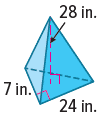 28 in.
7 in.
24 in.